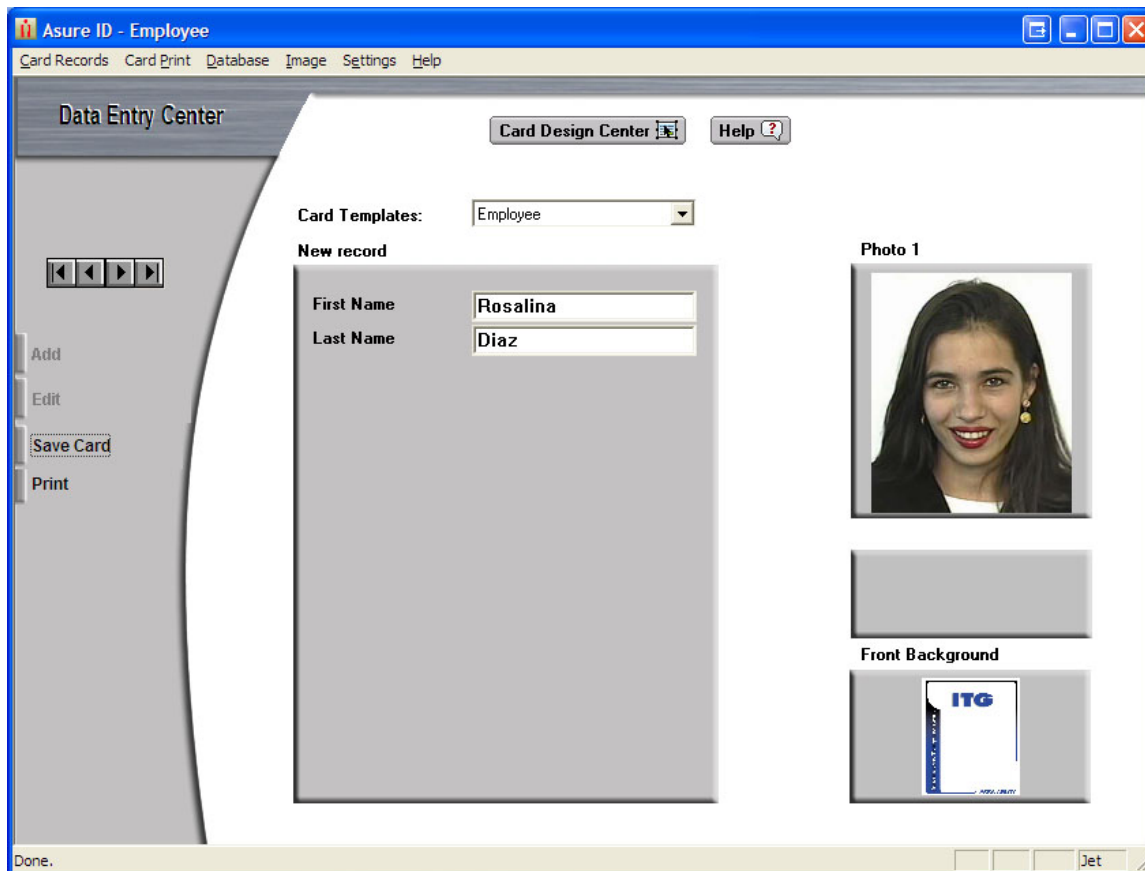 Asure ID - Employee
Card Records Card Print Database Image Settings Help
Data Entry Center
Card Design Center
Help ?
Card Templates: Employee
New record
Photo 1
First Name Rosalina
Last Name Diaz
Add
Edit
Save Card
Print
Front Background
ITG
Done.
Jet